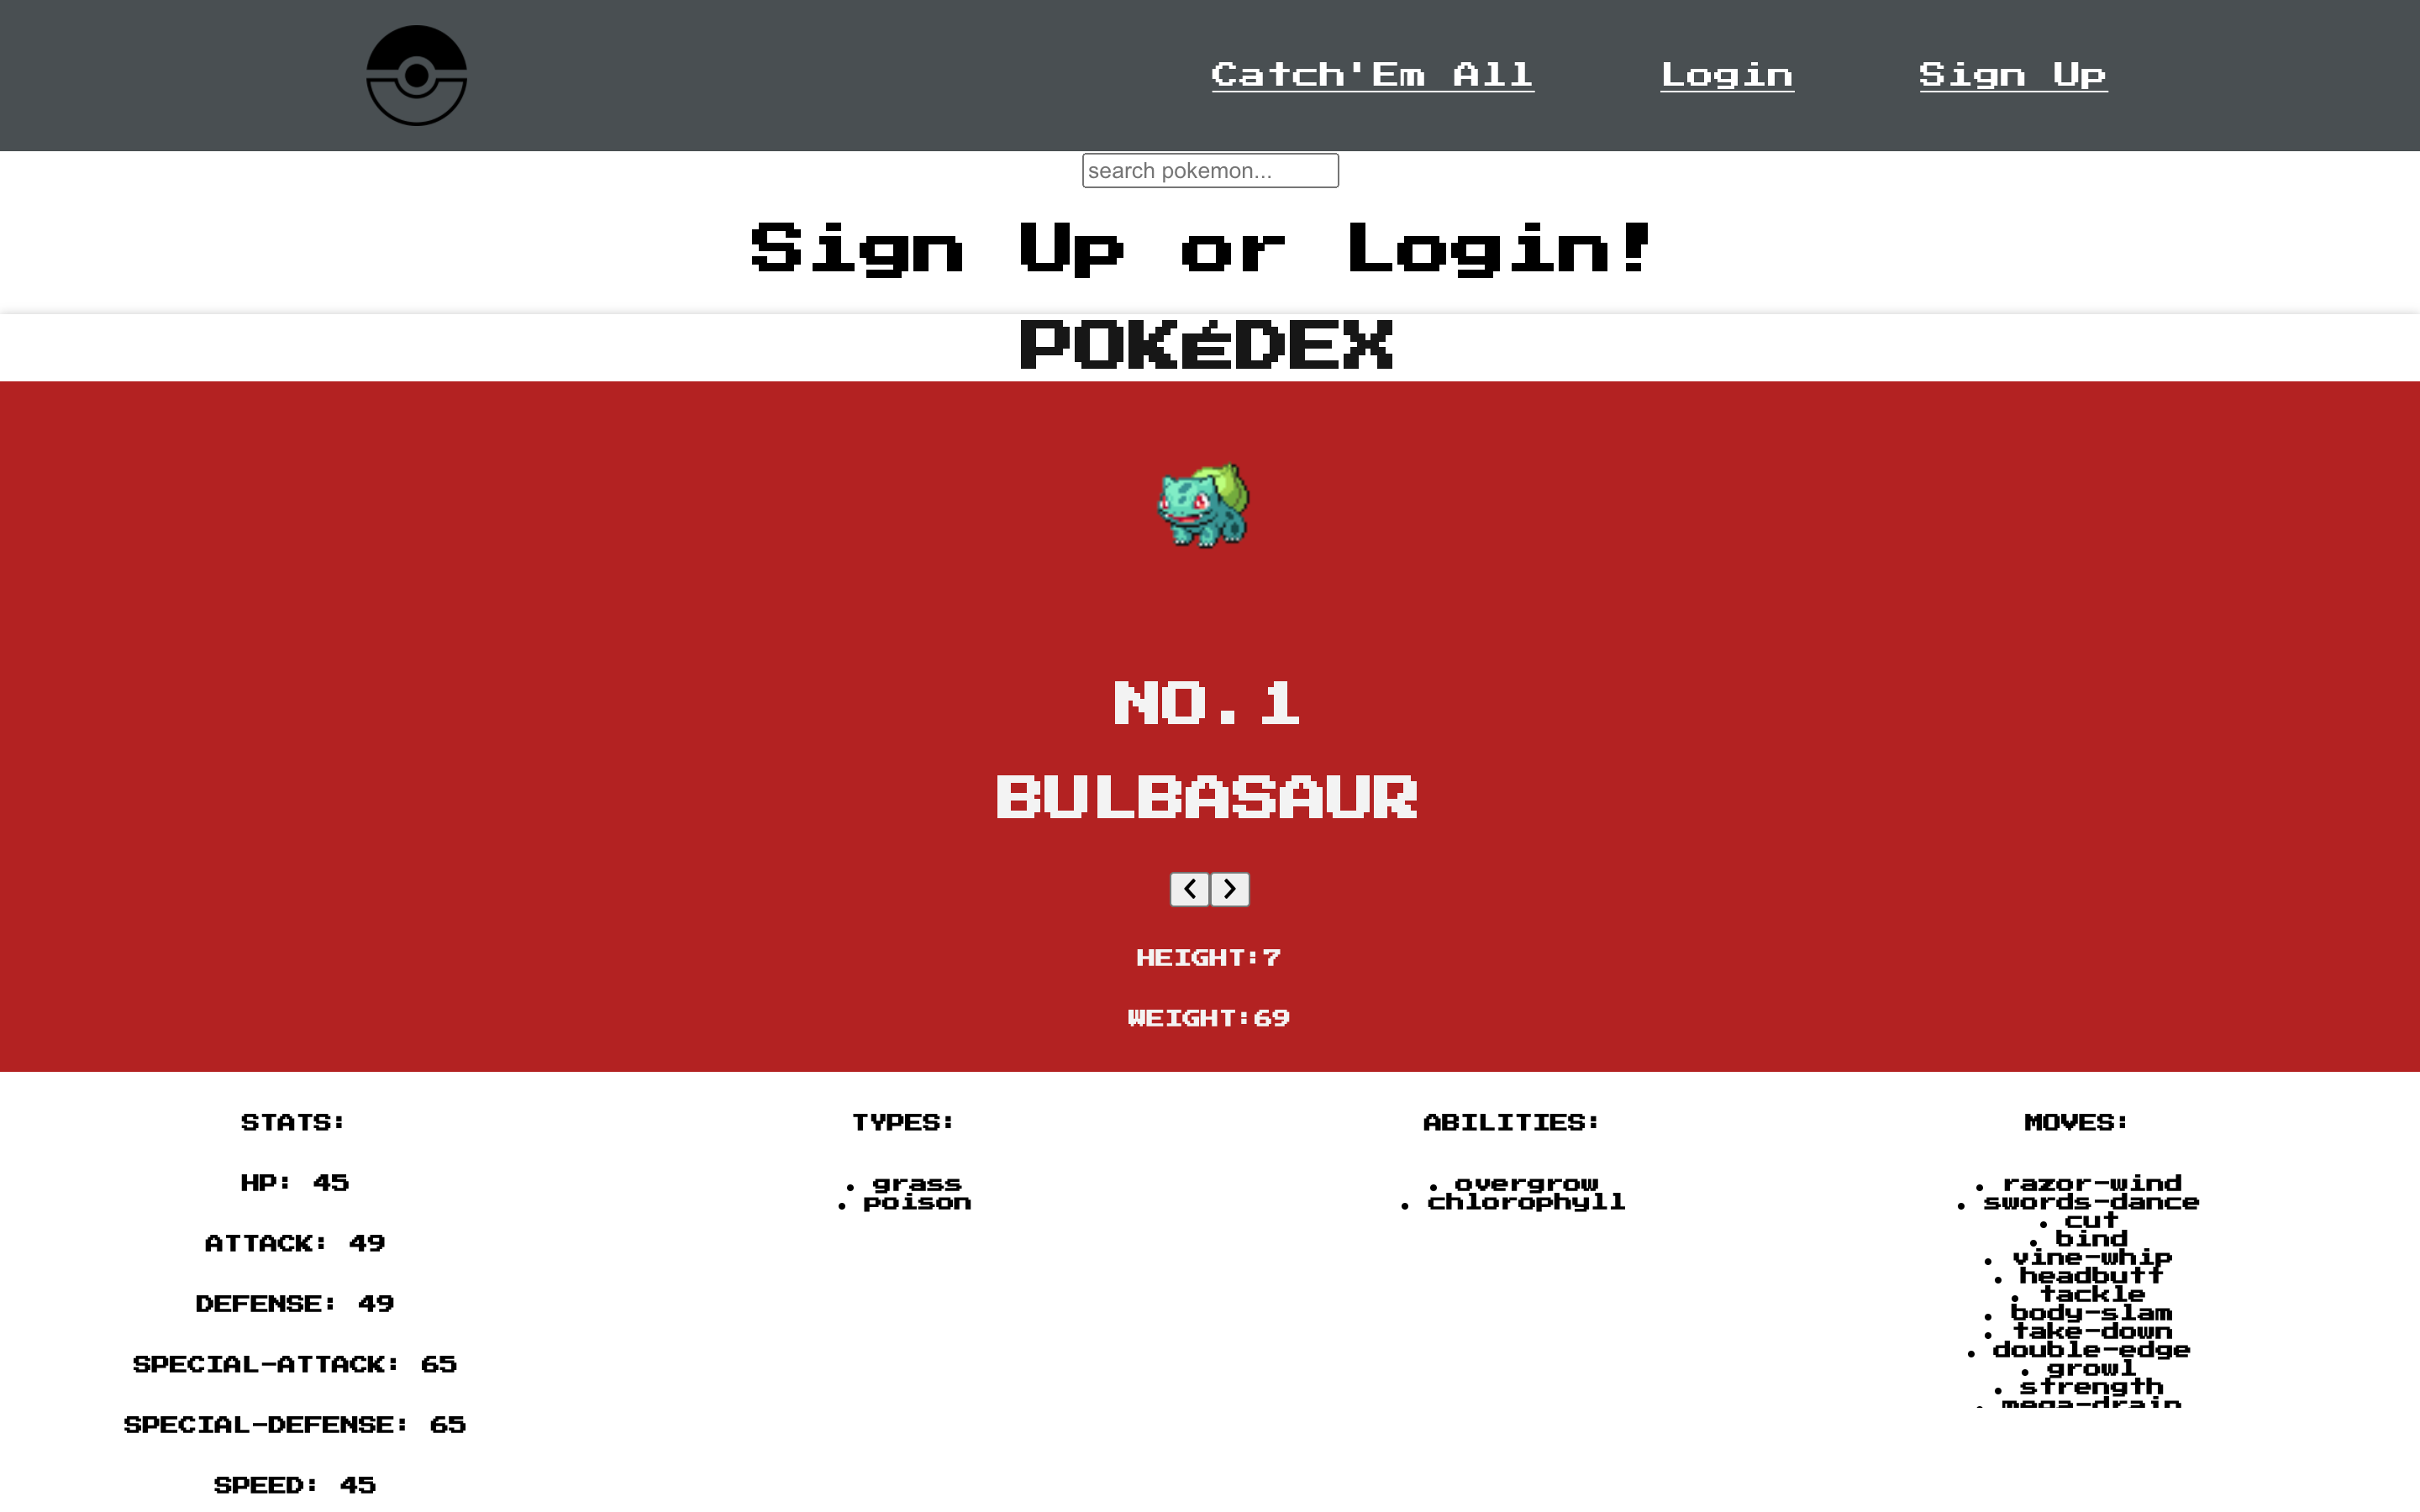 Catch'Em All
Login
Sign Up
search pokemon...
Sign Up or Login!
POKéDEX
NO.1
BULBASAUR
HEIGHT:7
WEIGHT:69
STATS:
HP: 45
ATTACK: 49
DEFENSE: 49
SPECIAL-ATTACK: 65
SPECIAL-DEFENSE: 65
SPEED: 45
TYPES:
• grass
• poison
ABILITIES:
• overgrow
• chlorophyll
MOVES:
• razor-wind
• swords-dance
• cut
• bind
• vine-whip
• headbutt
• tackle
• body-slam
• take-down
• double-edge
• growl
• strength
• mega-drain